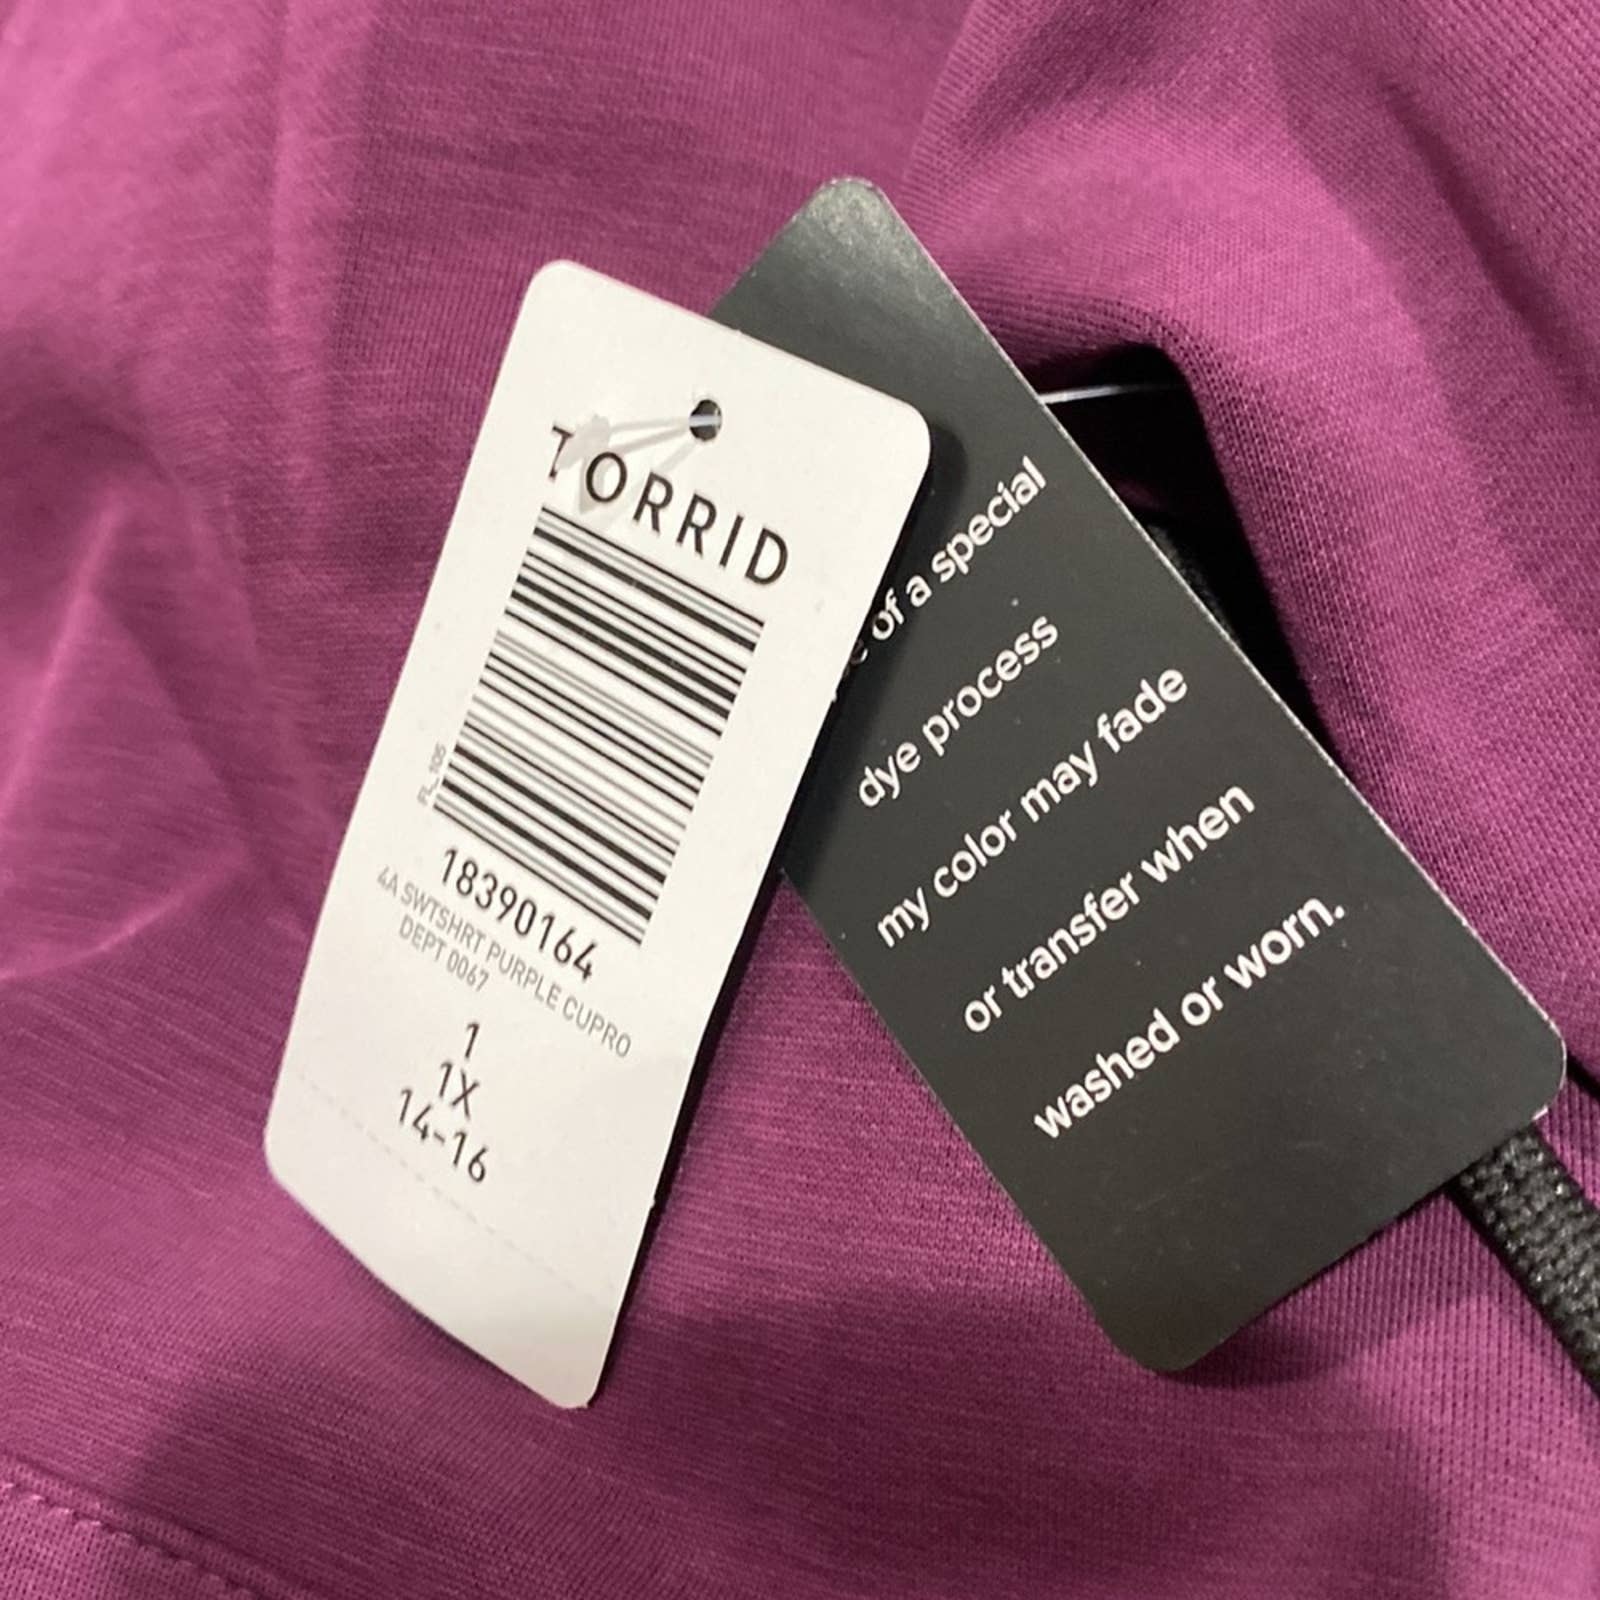 TORRID
FL_105
18390164
4A SWTSHRT PURPLE CUPRO
DEPT 0067
1
1X
14-16
of a special
dye process
my color may fade
or transfer when
washed or worn.